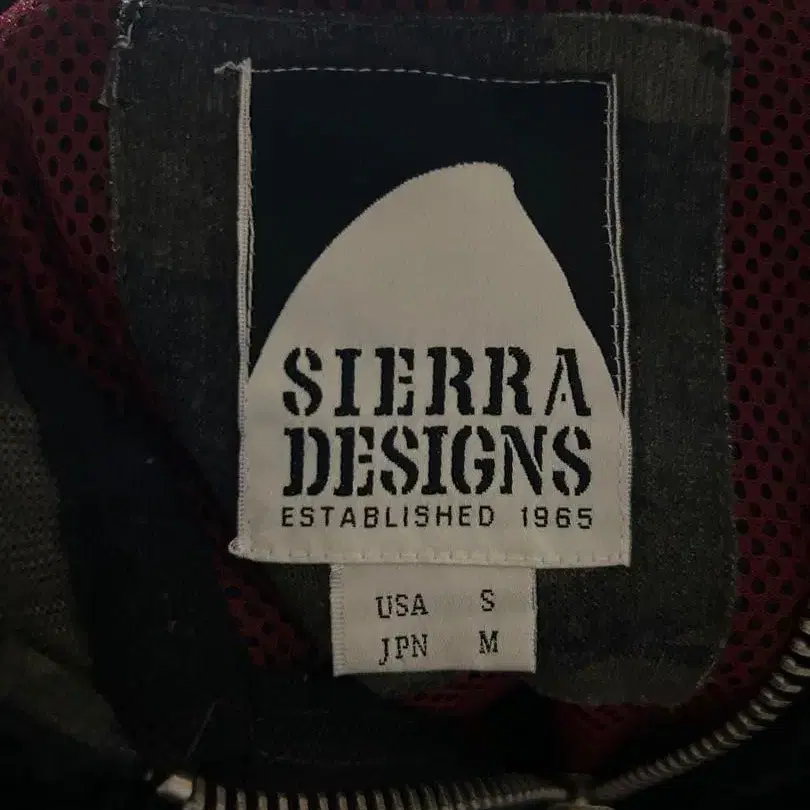 SIERRA
DESIGNS
ESTABLISHED 1965
USA S
JPN M